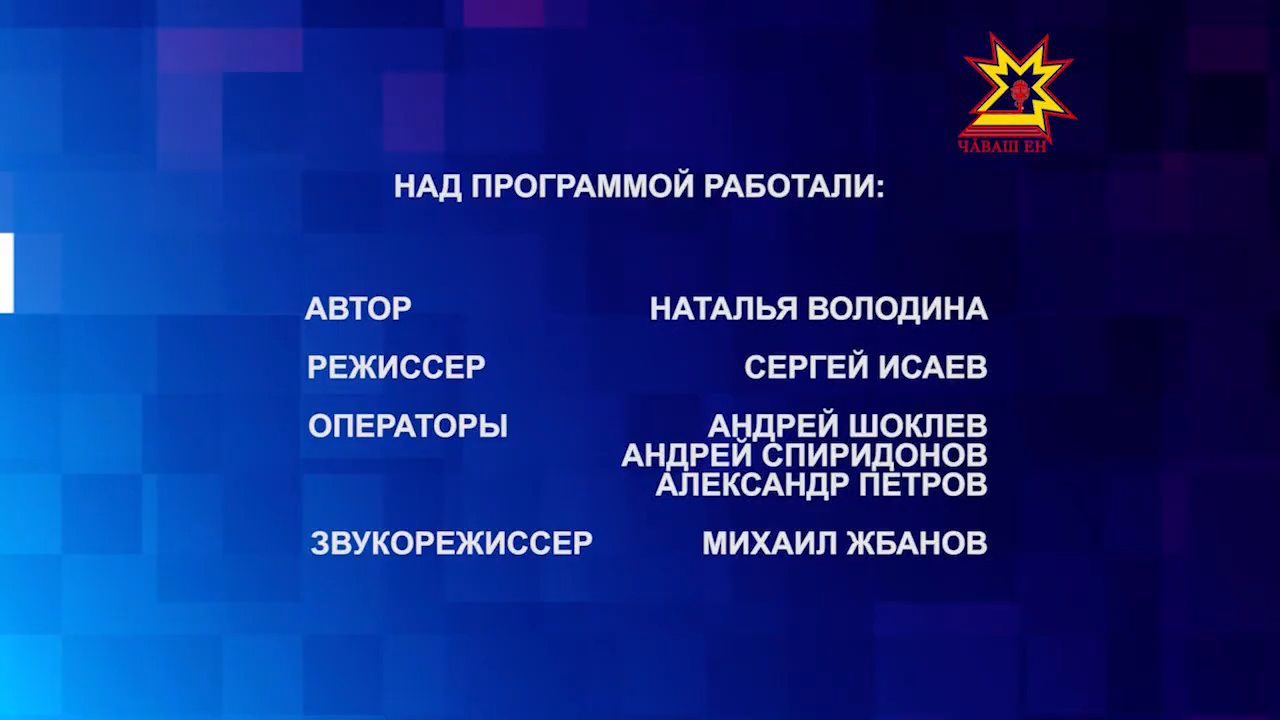 ЧӐВАШ ЕН
НАД ПРОГРАММОЙ РАБОТАЛИ:
АВТОР НАТАЛЬЯ ВОЛОДИНА
РЕЖИССЕР СЕРГЕЙ ИСАЕВ
ОПЕРАТОРЫ АНДРЕЙ ШОКЛЕВ
АНДРЕЙ СПИРИДОНОВ
АЛЕКСАНДР ПЕТРОВ
ЗВУКОРЕЖИССЕР МИХАИЛ ЖБАНОВ